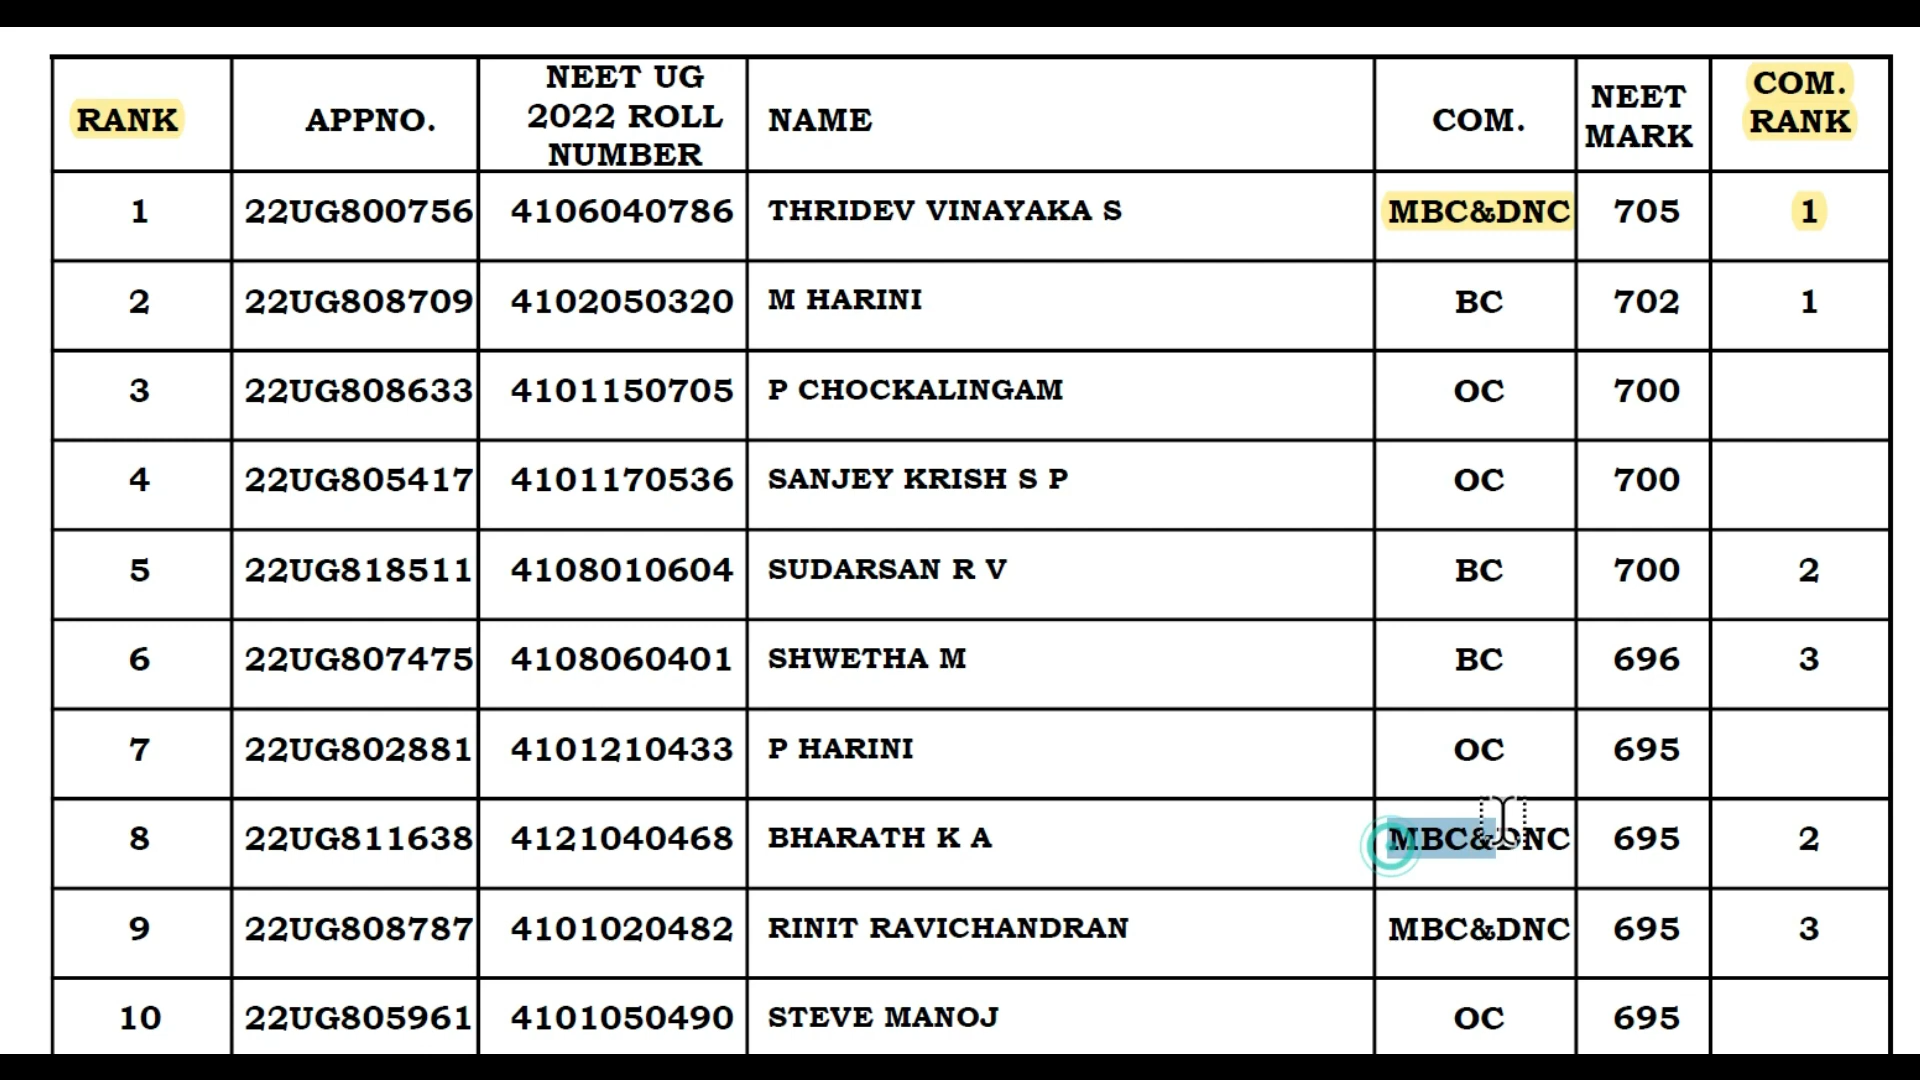 RANK APPNO. NEET UG 2022 ROLL NUMBER NAME COM. NEET MARK COM. RANK
1 22UG800756 4106040786 THRIDEV VINAYAKA S MBC&DNC 705 1
2 22UG808709 4102050320 M HARINI BC 702 1
3 22UG808633 4101150705 P CHOCKALINGAM OC 700
4 22UG805417 4101170536 SANJEY KRISH S P OC 700
5 22UG818511 4108010604 SUDARSAN R V BC 700 2
6 22UG807475 4108060401 SHWETHA M BC 696 3
7 22UG802881 4101210433 P HARINI OC 695
8 22UG811638 4121040468 BHARATH K A MBC&DNC 695 2
9 22UG808787 4101020482 RINIT RAVICHANDRAN MBC&DNC 695 3
10 22UG805961 4101050490 STEVE MANOJ OC 695